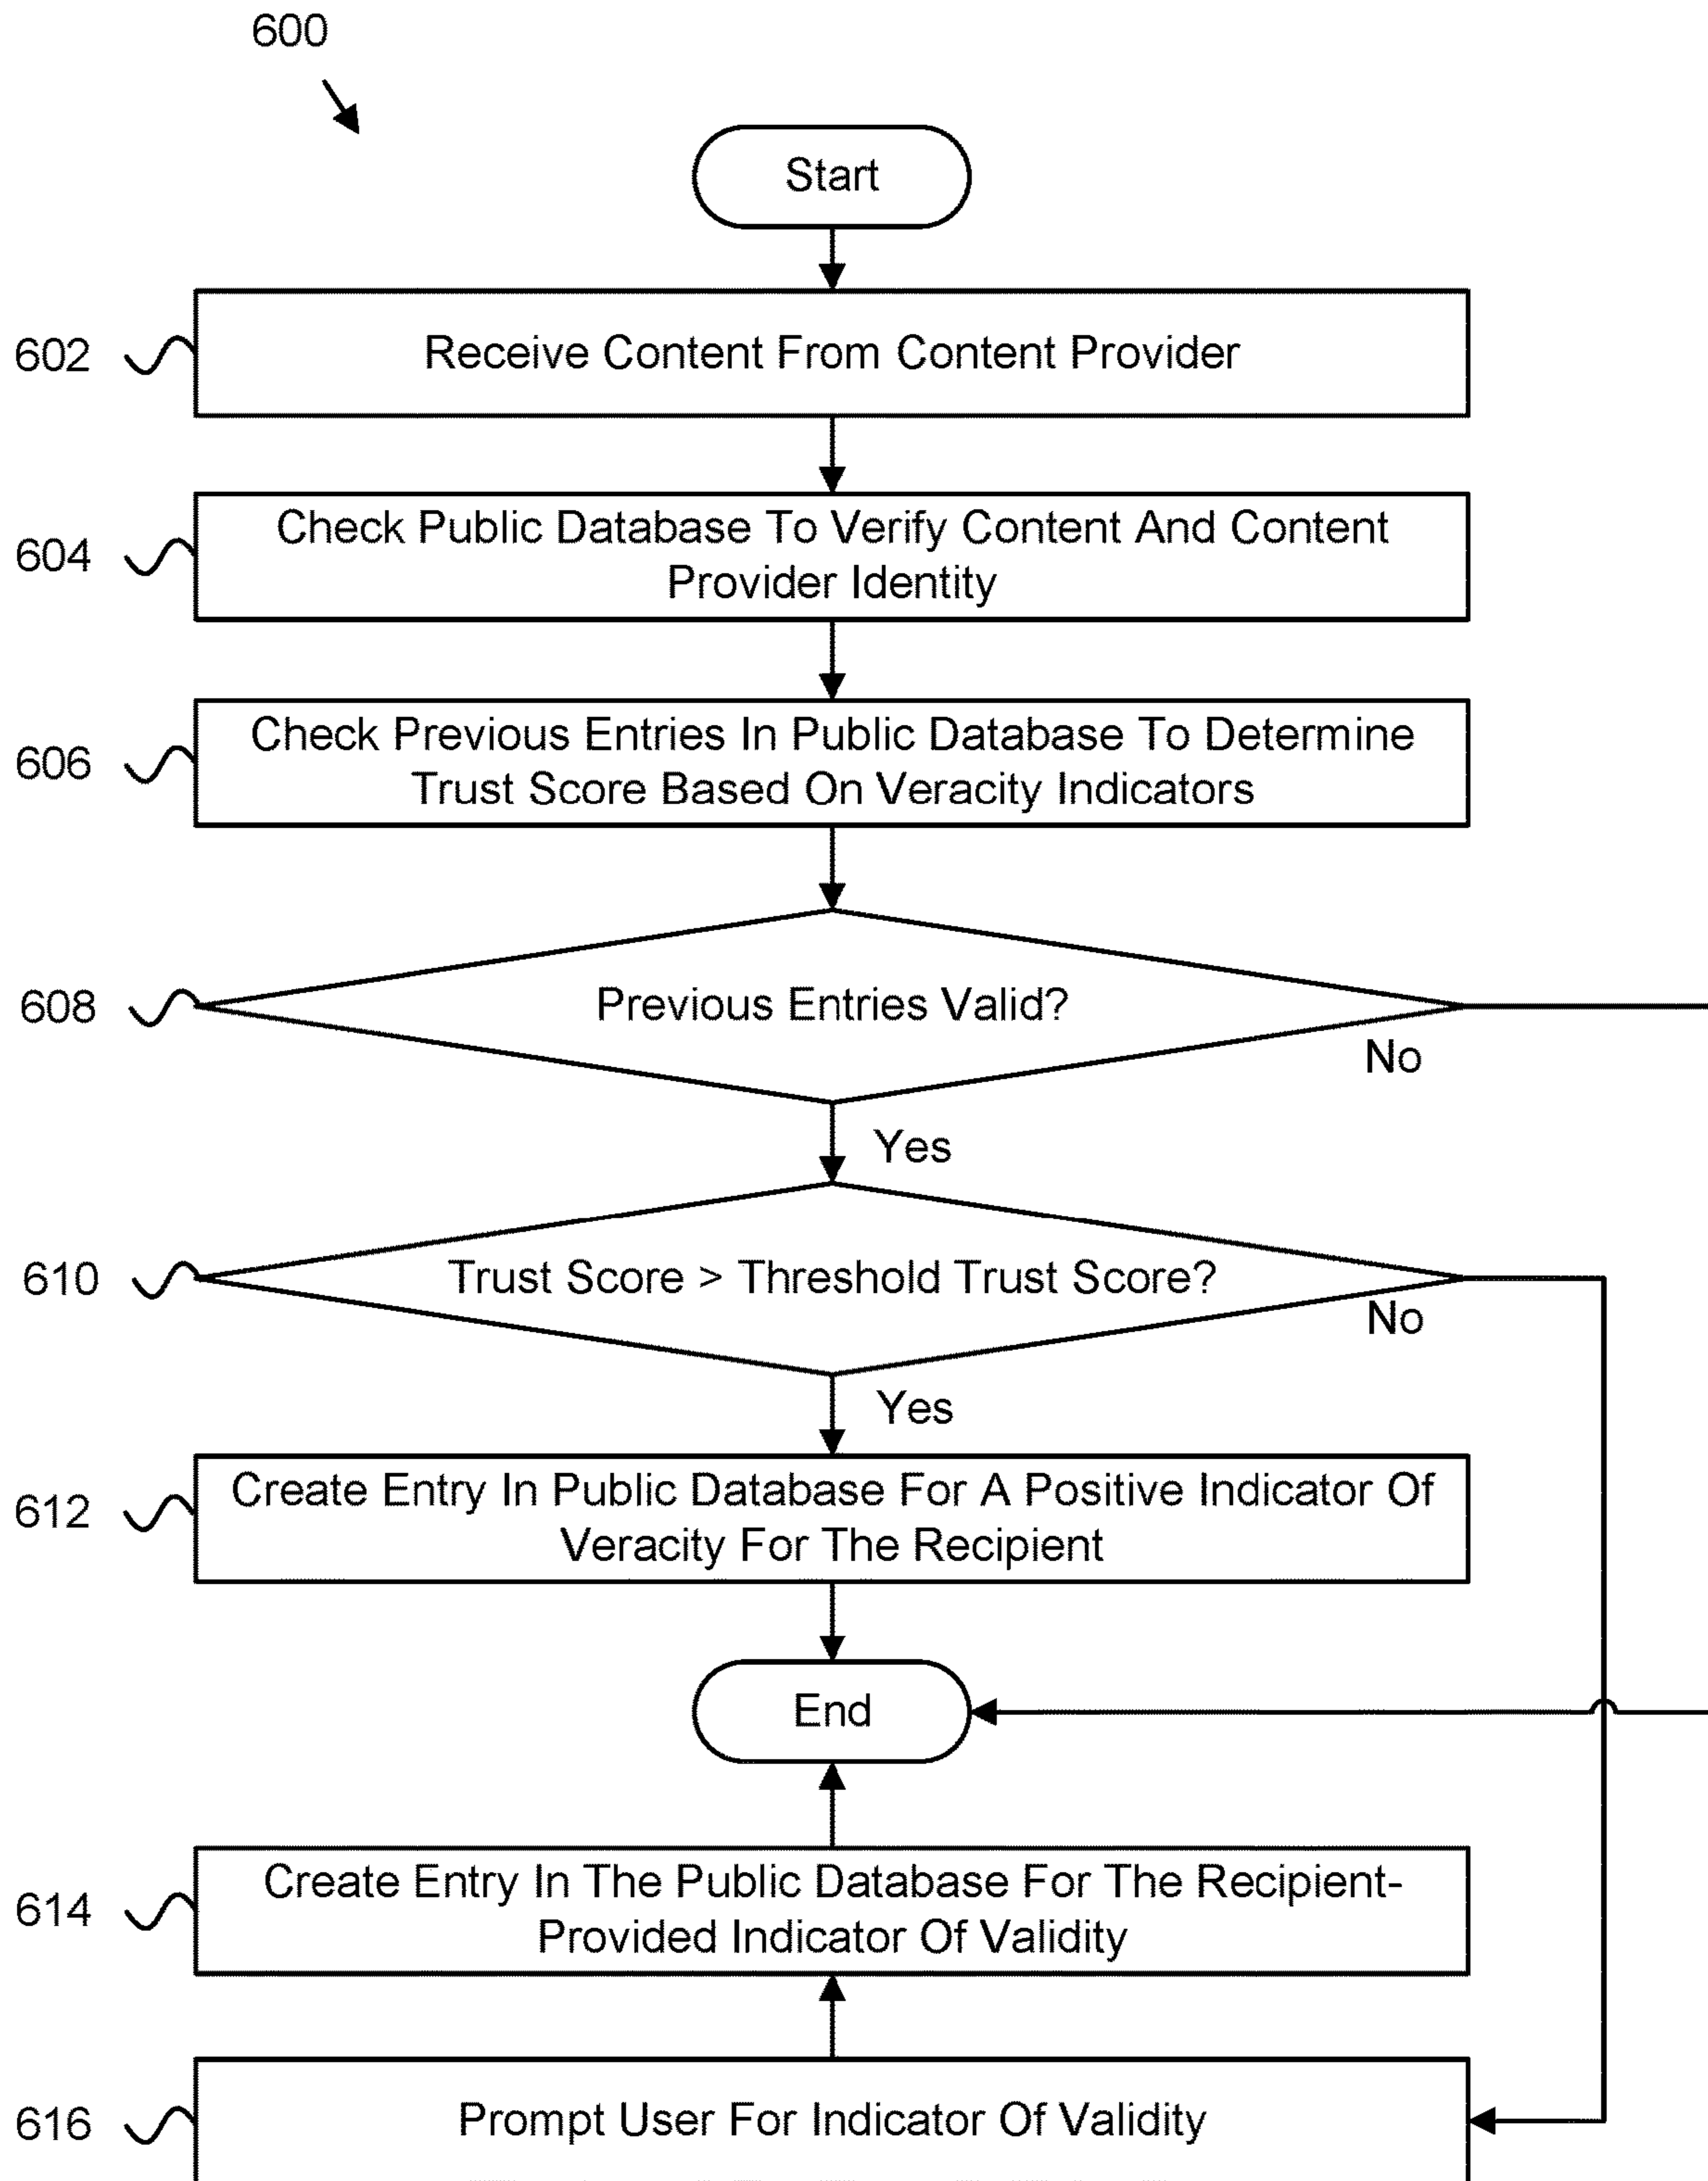 600
Start
602
Receive Content From Content Provider
604
Check Public Database To Verify Content And Content
Provider Identity
606
Check Previous Entries In Public Database To Determine
Trust Score Based On Veracity Indicators
608
Previous Entries Valid?
No
Yes
610
Trust Score > Threshold Trust Score?
No
Yes
612
Create Entry In Public Database For A Positive Indicator Of
Veracity For The Recipient
End
614
Create Entry In The Public Database For The Recipient-
Provided Indicator Of Validity
616
Prompt User For Indicator Of Validity